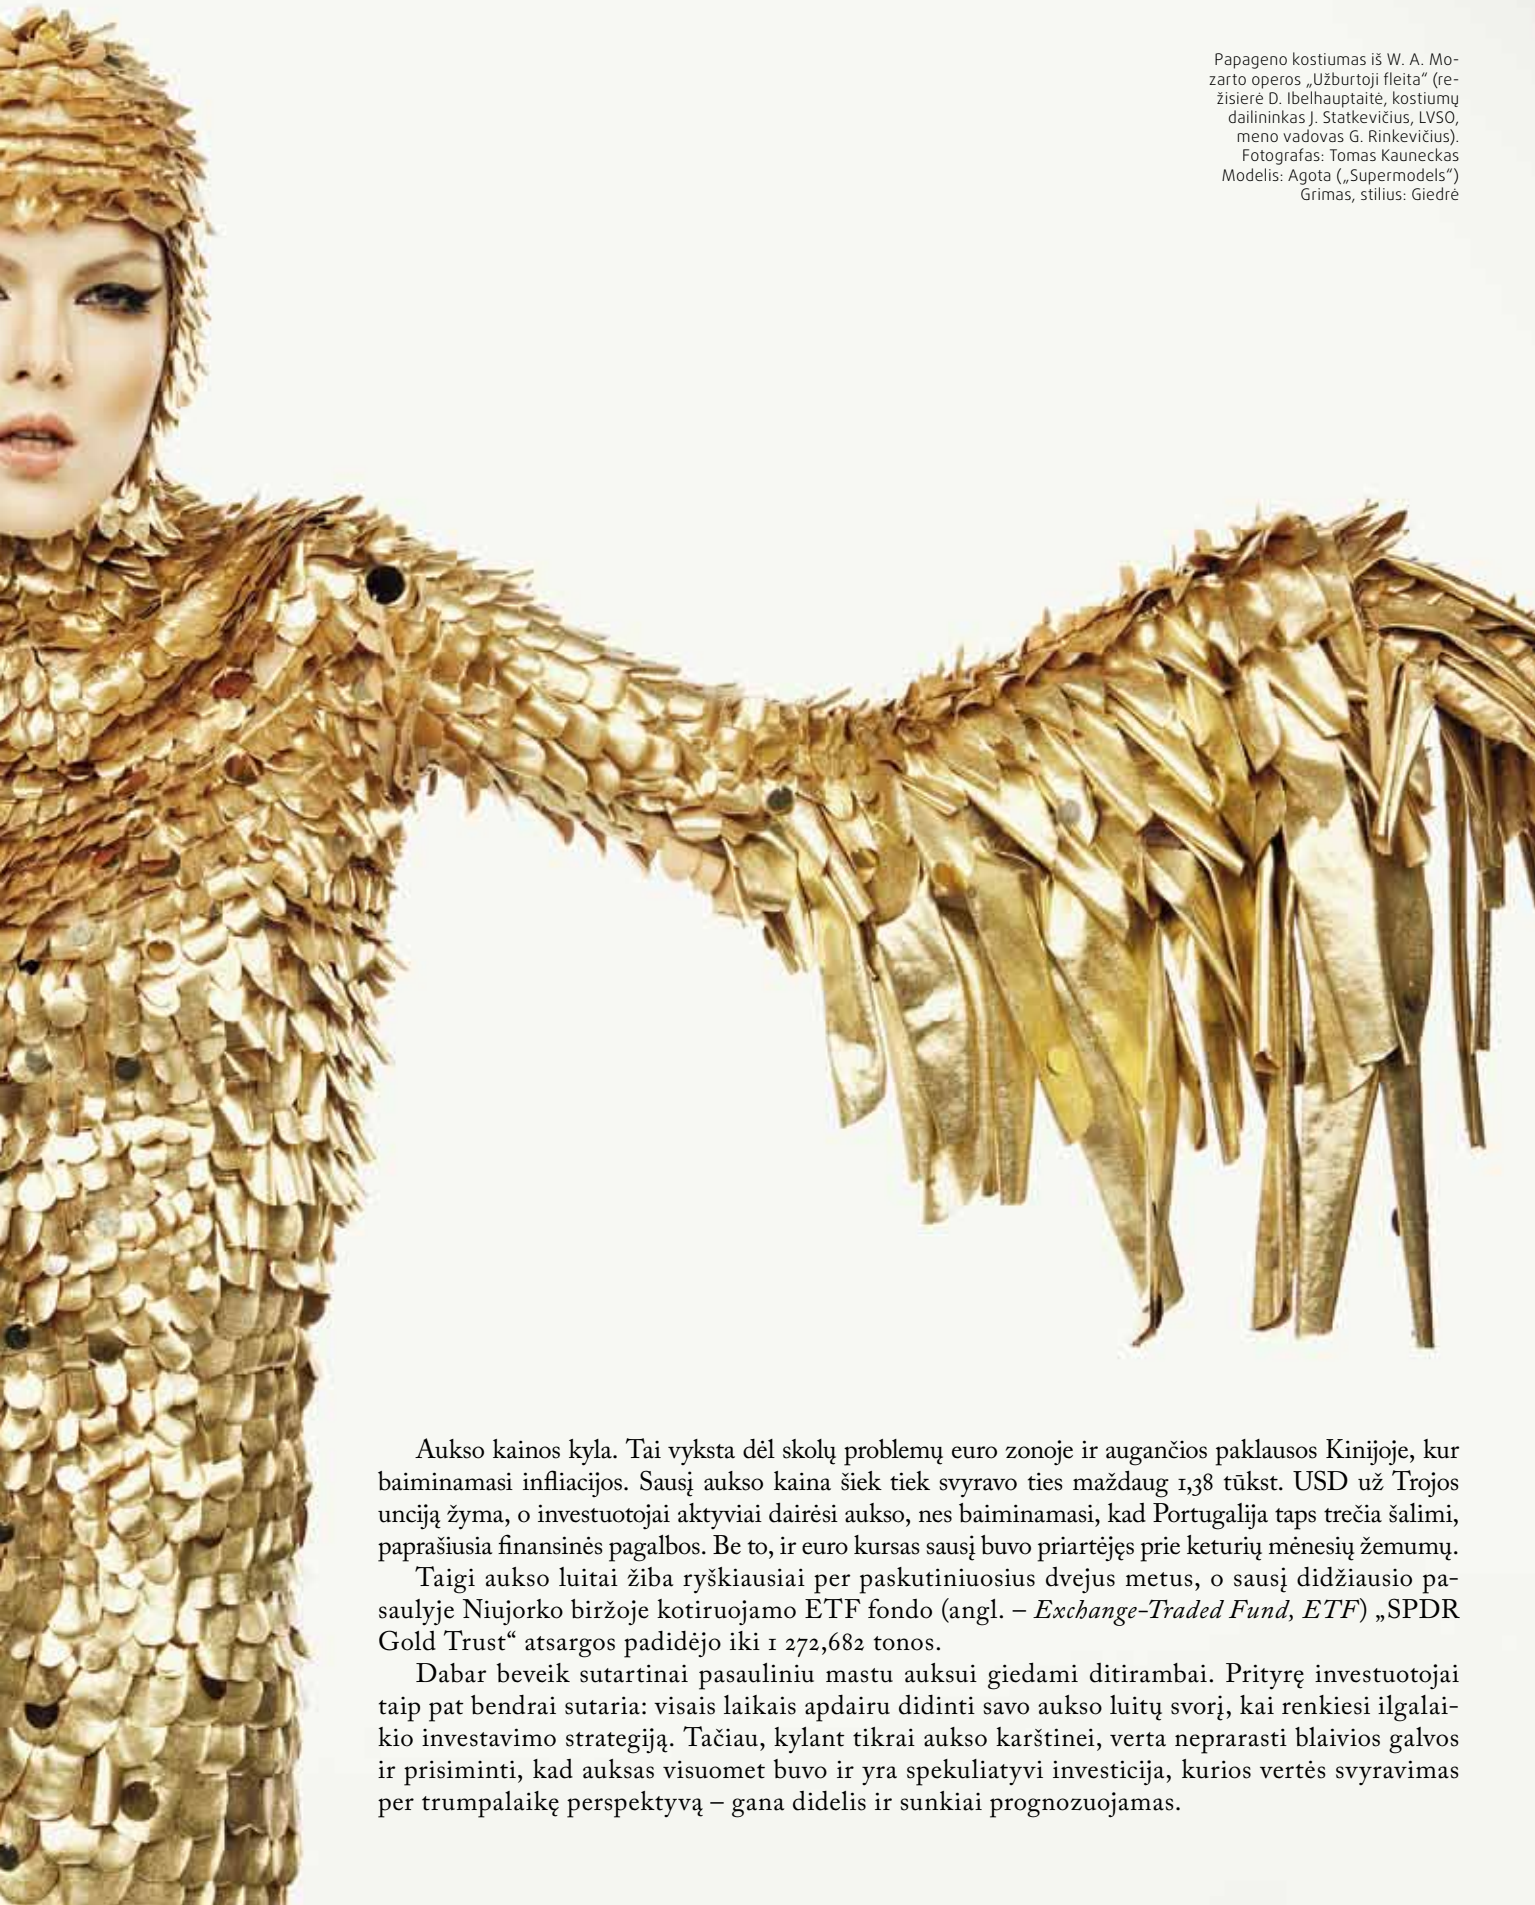 Papageno kostiumas iš W. A. Mo-
zarto operos „Užburtoji fleita“ (re-
žisierė D. Ibelhauptaitė, kostiumų
dailininkas J. Statkevičius, LVSO,
meno vadovas G. Rinkevičius).
Fotografas: Tomas Kauneckas
Modelis: Agota („Supermodels“)
Grimas, stilius: Giedrė
Aukso kainos kyla. Tai vyksta dėl skolų problemų euro zonoje ir augančios paklausos Kinijoje, kur
baiminamasi infliacijos. Sausį aukso kaina šiek tiek svyravo ties maždaug 1,38 tūkst. USD už Trojos
unciją žyma, o investuotojai aktyviai dairėsi aukso, nes baiminamasi, kad Portugalija taps trečia šalimi,
paprašiusia finansinės pagalbos. Be to, ir euro kursas sausį buvo priartėjęs prie keturių mėnesių žemumų.
Taigi aukso luitai žiba ryškiausiai per paskutiniuosius dvejus metus, o sausį didžiausio pa-
saulyje Niujorko biržoje kotiruojamo ETF fondo (angl. – Exchange-Traded Fund, ETF) „SPDR
Gold Trust“ atsargos padidėjo iki 1 272,682 tonos.
Dabar beveik sutartinai pasauliniu mastu auksui giedami ditirambai. Prityrę investuotojai
taip pat bendrai sutaria: visais laikais apdairu didinti savo aukso luitų svorį, kai renkiesi ilgalai-
kio investavimo strategiją. Tačiau, kylant tikrai aukso karštinei, verta neprarasti blaivios galvos
ir prisiminti, kad auksas visuomet buvo ir yra spekuliatyvi investicija, kurios vertės svyravimas
per trumpalaikę perspektyvą – gana didelis ir sunkiai prognozuojamas.